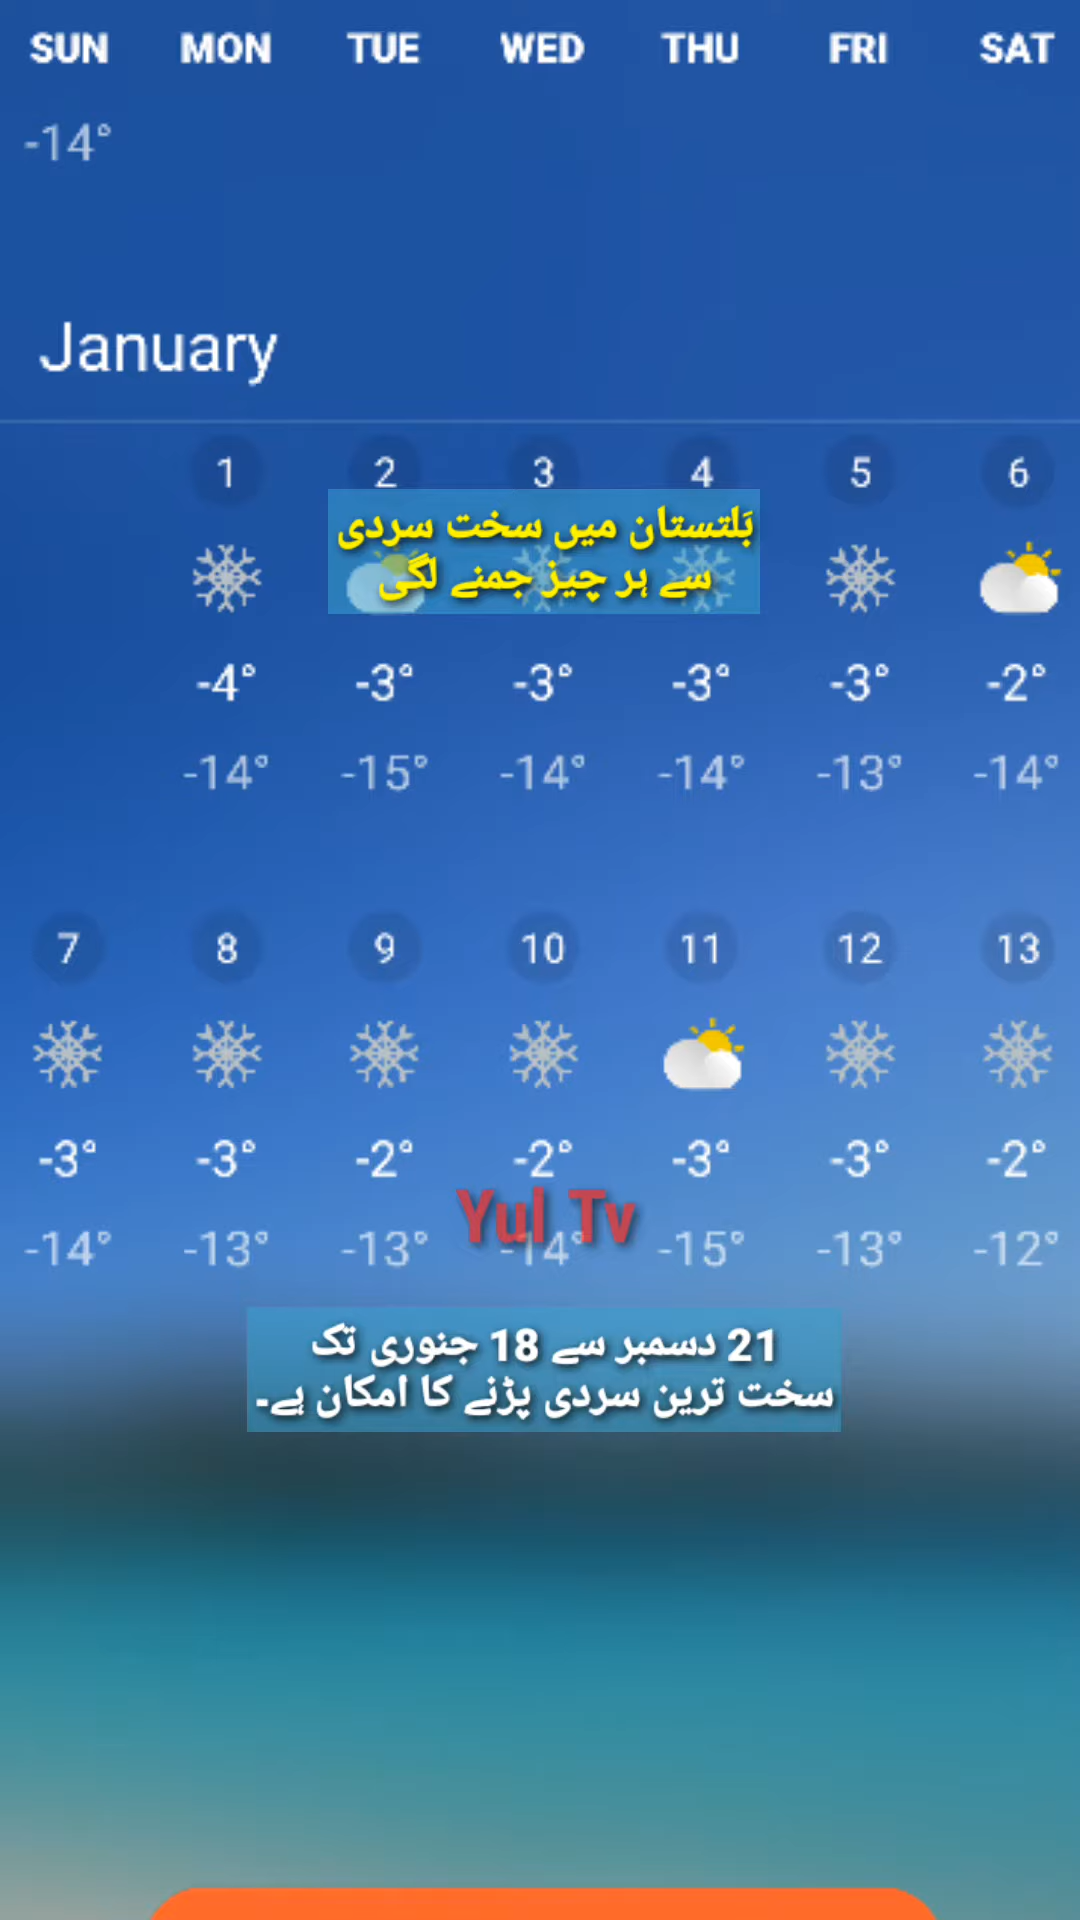 SUN MON TUE WED THU FRI SAT
-14°
January
1 2 3 4 5 6
بَلتستان میں سخت سردی
سے ہر چیز جمنے لگی
-4° -3° -3° -3° -3° -2°
-14° -15° -14° -14° -13° -14°
7 8 9 10 11 12 13
-3° -3° -2° -2° -3° -3° -2°
Yul Tv
-14° -13° -13° -14° -15° -13° -12°
21 دسمبر سے 18 جنوری تک
سخت ترین سردی پڑنے کا امکان ہے۔